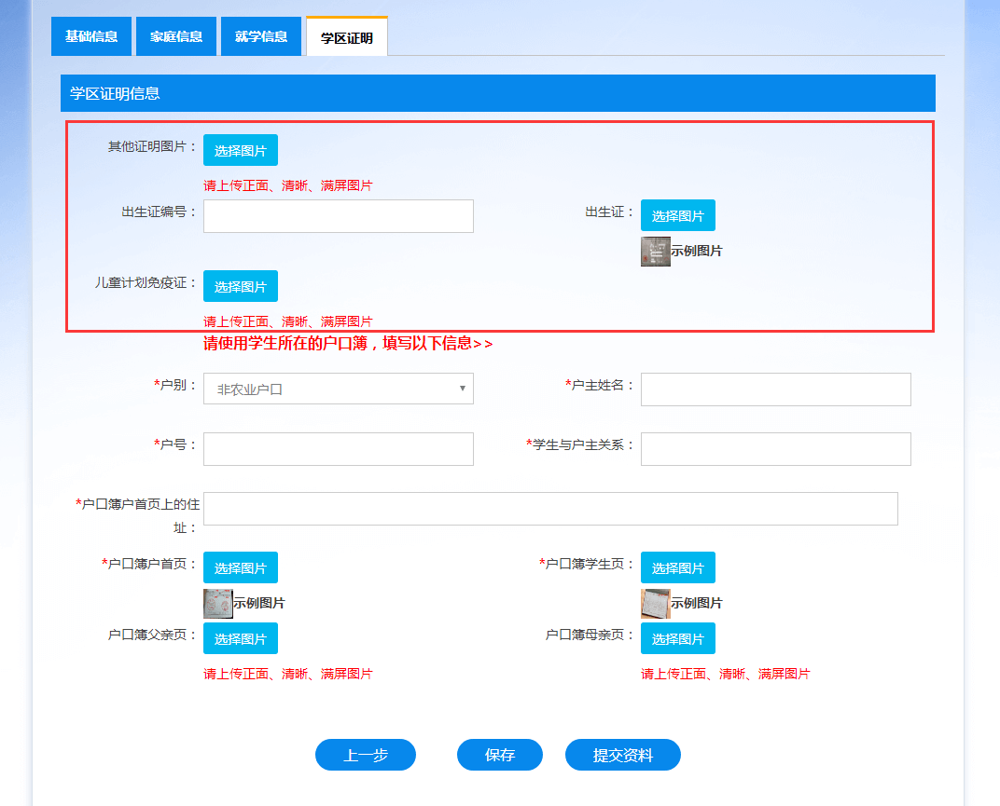 基础信息 家庭信息 就学信息 学区证明
学区证明信息
其他证明图片： 选择图片
请上传正面、清晰、满屏图片
出生证编号： 出生证： 选择图片
示例图片
儿童计划免疫证： 选择图片
请上传正面、清晰、满屏图片
请使用学生所在的户口簿，填写以下信息>>
*户别： 非农业户口 *户主姓名：
*户号： *学生与户主关系：
*户口簿户首页上的住
址：
*户口簿户首页： 选择图片 *户口簿学生页： 选择图片
示例图片 示例图片
户口簿父亲页： 选择图片 户口簿母亲页： 选择图片
请上传正面、清晰、满屏图片 请上传正面、清晰、满屏图片
上一步 保存 提交资料